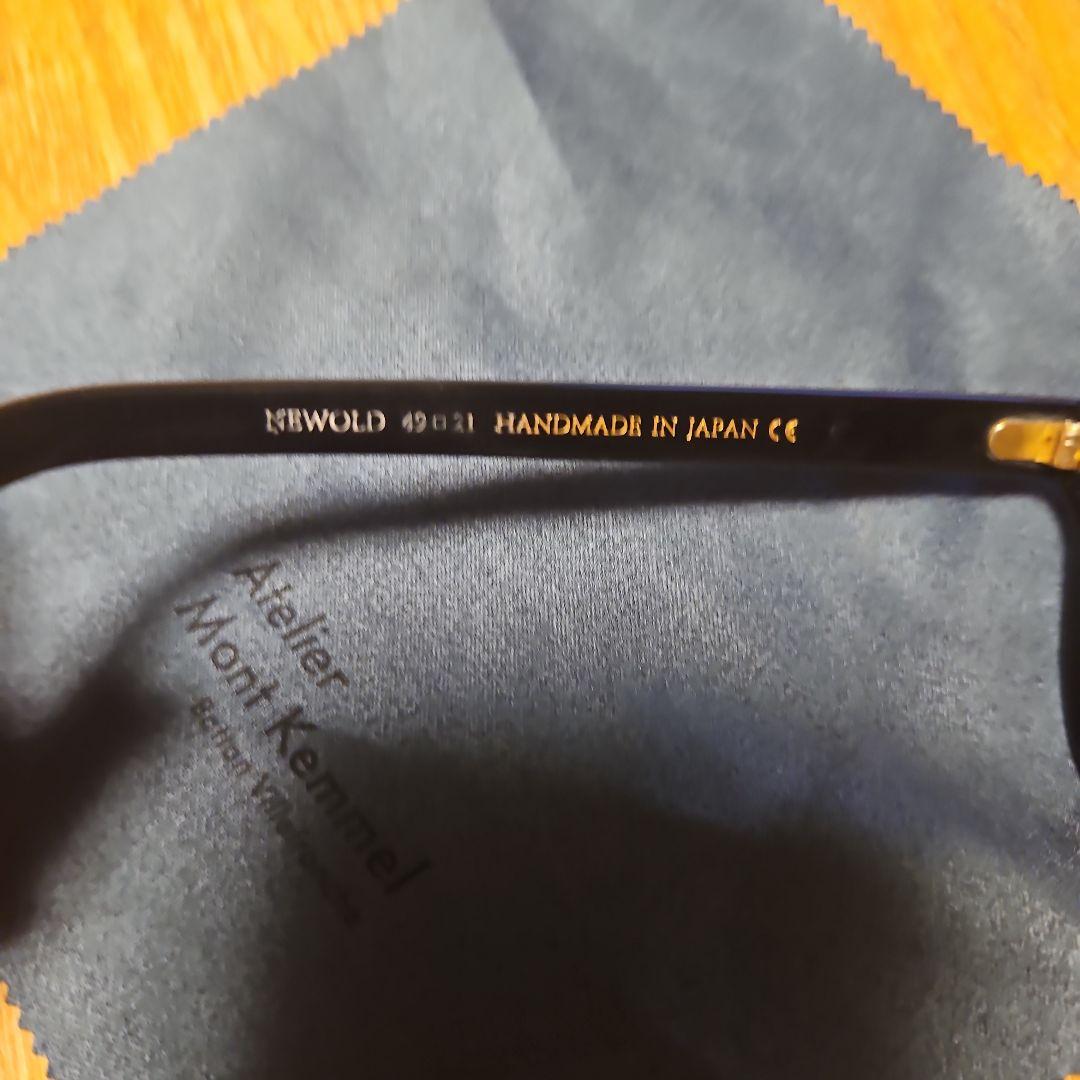 NEWOLD 49□21 HANDMADE IN JAPAN CE
Atelier
Mont Kemmel